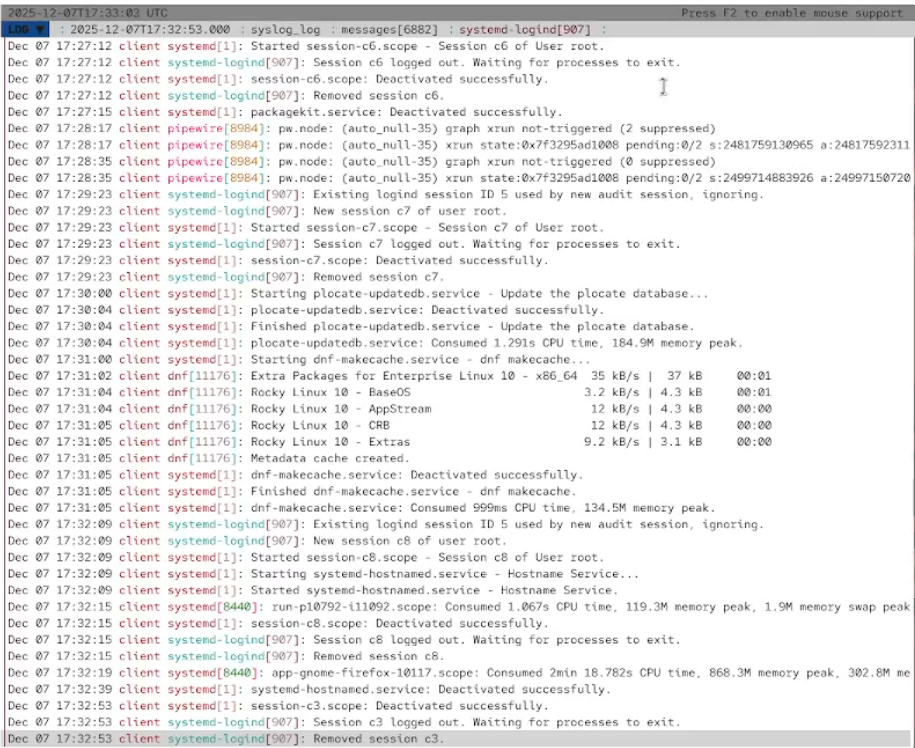 2025-12-07T17:33:03 UTC Press F2 to enable mouse support
LOG ▼ : 2025-12-07T17:32:53.000 : syslog_log : messages[6882] : systemd-logind[907] :
Dec 07 17:27:12 client systemd[1]: Started session-c6.scope - Session c6 of User root.
Dec 07 17:27:12 client systemd-logind[907]: Session c6 logged out. Waiting for processes to exit.
Dec 07 17:27:12 client systemd[1]: session-c6.scope: Deactivated successfully.
Dec 07 17:27:12 client systemd-logind[907]: Removed session c6.
Dec 07 17:27:15 client systemd[1]: packagekit.service: Deactivated successfully.
Dec 07 17:28:17 client pipewire[8984]: pw.node: (auto_null-35) graph xrun not-triggered (2 suppressed)
Dec 07 17:28:17 client pipewire[8984]: pw.node: (auto_null-35) xrun state:0x7f3295ad1008 pending:0/2 s:2481759130965 a:24817592311
Dec 07 17:28:35 client pipewire[8984]: pw.node: (auto_null-35) graph xrun not-triggered (0 suppressed)
Dec 07 17:28:35 client pipewire[8984]: pw.node: (auto_null-35) xrun state:0x7f3295ad1008 pending:0/2 s:2499714883926 a:24997150720
Dec 07 17:29:23 client systemd-logind[907]: Existing logind session ID 5 used by new audit session, ignoring.
Dec 07 17:29:23 client systemd-logind[907]: New session c7 of user root.
Dec 07 17:29:23 client systemd[1]: Started session-c7.scope - Session c7 of User root.
Dec 07 17:29:23 client systemd-logind[907]: Session c7 logged out. Waiting for processes to exit.
Dec 07 17:29:23 client systemd[1]: session-c7.scope: Deactivated successfully.
Dec 07 17:29:23 client systemd-logind[907]: Removed session c7.
Dec 07 17:30:00 client systemd[1]: Starting plocate-updatedb.service - Update the plocate database...
Dec 07 17:30:04 client systemd[1]: plocate-updatedb.service: Deactivated successfully.
Dec 07 17:30:04 client systemd[1]: Finished plocate-updatedb.service - Update the plocate database.
Dec 07 17:30:04 client systemd[1]: plocate-updatedb.service: Consumed 1.291s CPU time, 184.9M memory peak.
Dec 07 17:31:00 client systemd[1]: Starting dnf-makecache.service - dnf makecache...
Dec 07 17:31:02 client dnf[11176]: Extra Packages for Enterprise Linux 10 - x86_64 35 kB/s | 37 kB 00:01
Dec 07 17:31:04 client dnf[11176]: Rocky Linux 10 - BaseOS 3.2 kB/s | 4.3 kB 00:01
Dec 07 17:31:04 client dnf[11176]: Rocky Linux 10 - AppStream 12 kB/s | 4.3 kB 00:00
Dec 07 17:31:05 client dnf[11176]: Rocky Linux 10 - CRB 12 kB/s | 4.3 kB 00:00
Dec 07 17:31:05 client dnf[11176]: Rocky Linux 10 - Extras 9.2 kB/s | 3.1 kB 00:00
Dec 07 17:31:05 client dnf[11176]: Metadata cache created.
Dec 07 17:31:05 client systemd[1]: dnf-makecache.service: Deactivated successfully.
Dec 07 17:31:05 client systemd[1]: Finished dnf-makecache.service - dnf makecache.
Dec 07 17:31:05 client systemd[1]: dnf-makecache.service: Consumed 999ms CPU time, 134.5M memory peak.
Dec 07 17:32:09 client systemd-logind[907]: Existing logind session ID 5 used by new audit session, ignoring.
Dec 07 17:32:09 client systemd-logind[907]: New session c8 of user root.
Dec 07 17:32:09 client systemd[1]: Started session-c8.scope - Session c8 of User root.
Dec 07 17:32:09 client systemd[1]: Starting systemd-hostnamed.service - Hostname Service...
Dec 07 17:32:09 client systemd[1]: Started systemd-hostnamed.service - Hostname Service.
Dec 07 17:32:15 client systemd[8440]: run-p10792-i11092.scope: Consumed 1.067s CPU time, 119.3M memory peak, 1.9M memory swap peak
Dec 07 17:32:15 client systemd[1]: session-c8.scope: Deactivated successfully.
Dec 07 17:32:15 client systemd-logind[907]: Session c8 logged out. Waiting for processes to exit.
Dec 07 17:32:15 client systemd-logind[907]: Removed session c8.
Dec 07 17:32:19 client systemd[8440]: app-gnome-firefox-10117.scope: Consumed 2min 18.782s CPU time, 868.3M memory peak, 302.8M me
Dec 07 17:32:39 client systemd[1]: systemd-hostnamed.service: Deactivated successfully.
Dec 07 17:32:53 client systemd[1]: session-c3.scope: Deactivated successfully.
Dec 07 17:32:53 client systemd-logind[907]: Session c3 logged out. Waiting for processes to exit.
Dec 07 17:32:53 client systemd-logind[907]: Removed session c3.